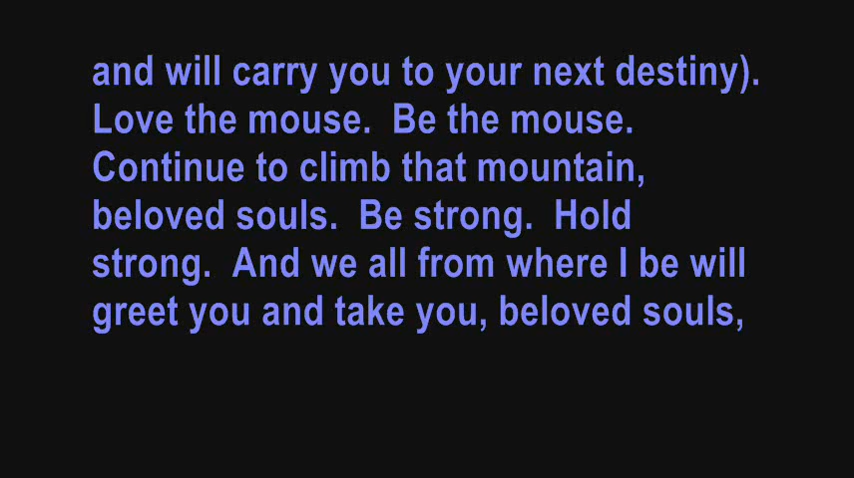 and will carry you to your next destiny).
Love the mouse.  Be the mouse.
Continue to climb that mountain,
beloved souls.  Be strong.  Hold
strong.  And we all from where I be will
greet you and take you, beloved souls,